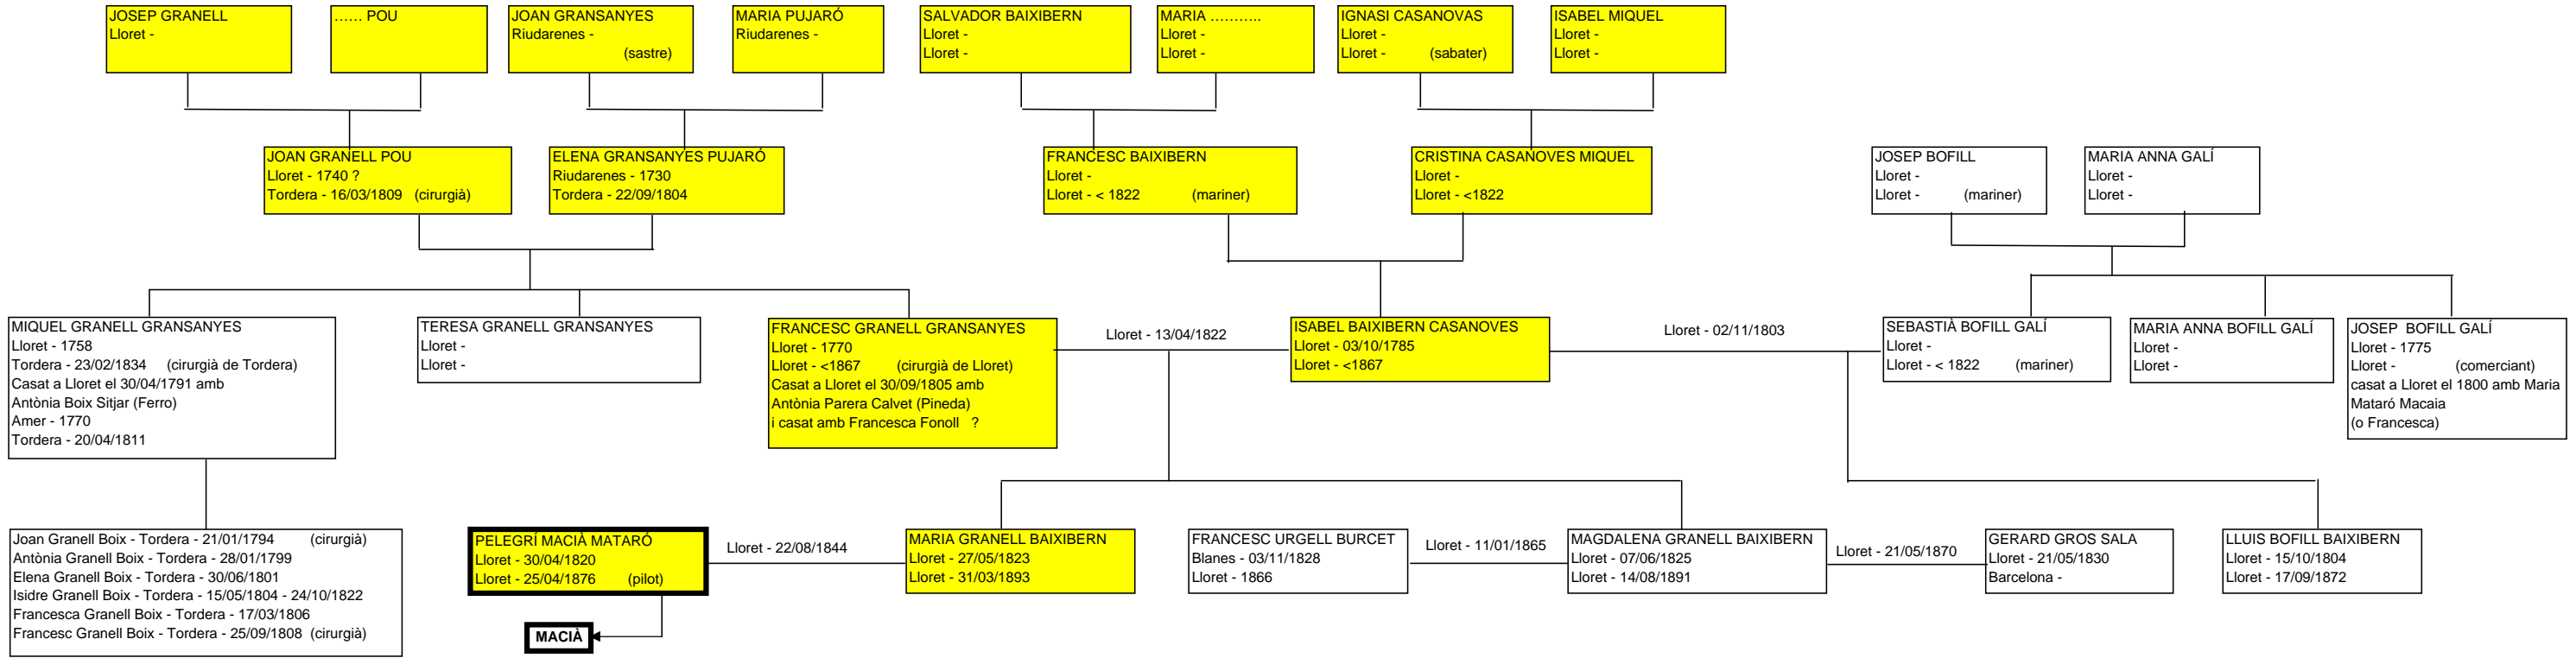 JOSEP GRANELL
Lloret -
…… POU
JOAN GRANSANYES
Riudarenes -
(sastre)
MARIA PUJARÓ
Riudarenes -
SALVADOR BAIXIBERN
Lloret -
Lloret -
MARIA ………..
Lloret -
Lloret -
IGNASI CASANOVAS
Lloret -
Lloret - (sabater)
ISABEL MIQUEL
Lloret -
Lloret -
JOAN GRANELL POU
Lloret - 1740 ?
Tordera - 16/03/1809 (cirurgià)
ELENA GRANSANYES PUJARÓ
Riudarenes - 1730
Tordera - 22/09/1804
FRANCESC BAIXIBERN
Lloret -
Lloret - < 1822 (mariner)
CRISTINA CASANOVES MIQUEL
Lloret -
Lloret - <1822
JOSEP BOFILL
Lloret -
Lloret - (mariner)
MARIA ANNA GALÍ
Lloret -
Lloret -
MIQUEL GRANELL GRANSANYES
Lloret - 1758
Tordera - 23/02/1834 (cirurgià de Tordera)
Casat a Lloret el 30/04/1791 amb
Antònia Boix Sitjar (Ferro)
Amer - 1770
Tordera - 20/04/1811
TERESA GRANELL GRANSANYES
Lloret -
Lloret -
FRANCESC GRANELL GRANSANYES
Lloret - 1770
Lloret - <1867 (cirurgià de Lloret)
Casat a Lloret el 30/09/1805 amb
Antònia Parera Calvet (Pineda)
i casat amb Francesca Fonoll ?
Lloret - 13/04/1822
ISABEL BAIXIBERN CASANOVES
Lloret - 03/10/1785
Lloret - <1867
Lloret - 02/11/1803
SEBASTIÀ BOFILL GALÍ
Lloret -
Lloret - < 1822 (mariner)
MARIA ANNA BOFILL GALÍ
Lloret -
Lloret -
JOSEP BOFILL GALÍ
Lloret - 1775
Lloret - (comerciant)
casat a Lloret el 1800 amb Maria
Mataró Macaia
(o Francesca)
Joan Granell Boix - Tordera - 21/01/1794 (cirurgià)
Antònia Granell Boix - Tordera - 28/01/1799
Elena Granell Boix - Tordera - 30/06/1801
Isidre Granell Boix - Tordera - 15/05/1804 - 24/10/1822
Francesca Granell Boix - Tordera - 17/03/1806
Francesc Granell Boix - Tordera - 25/09/1808 (cirurgià)
PELEGRÍ MACIÀ MATARÓ
Lloret - 30/04/1820
Lloret - 25/04/1876 (pilot)
Lloret - 22/08/1844
MARIA GRANELL BAIXIBERN
Lloret - 27/05/1823
Lloret - 31/03/1893
FRANCESC URGELL BURCET
Blanes - 03/11/1828
Lloret - 1866
Lloret - 11/01/1865
MAGDALENA GRANELL BAIXIBERN
Lloret - 07/06/1825
Lloret - 14/08/1891
Lloret - 21/05/1870
GERARD GROS SALA
Lloret - 21/05/1830
Barcelona -
LLUIS BOFILL BAIXIBERN
Lloret - 15/10/1804
Lloret - 17/09/1872
MACIÀ